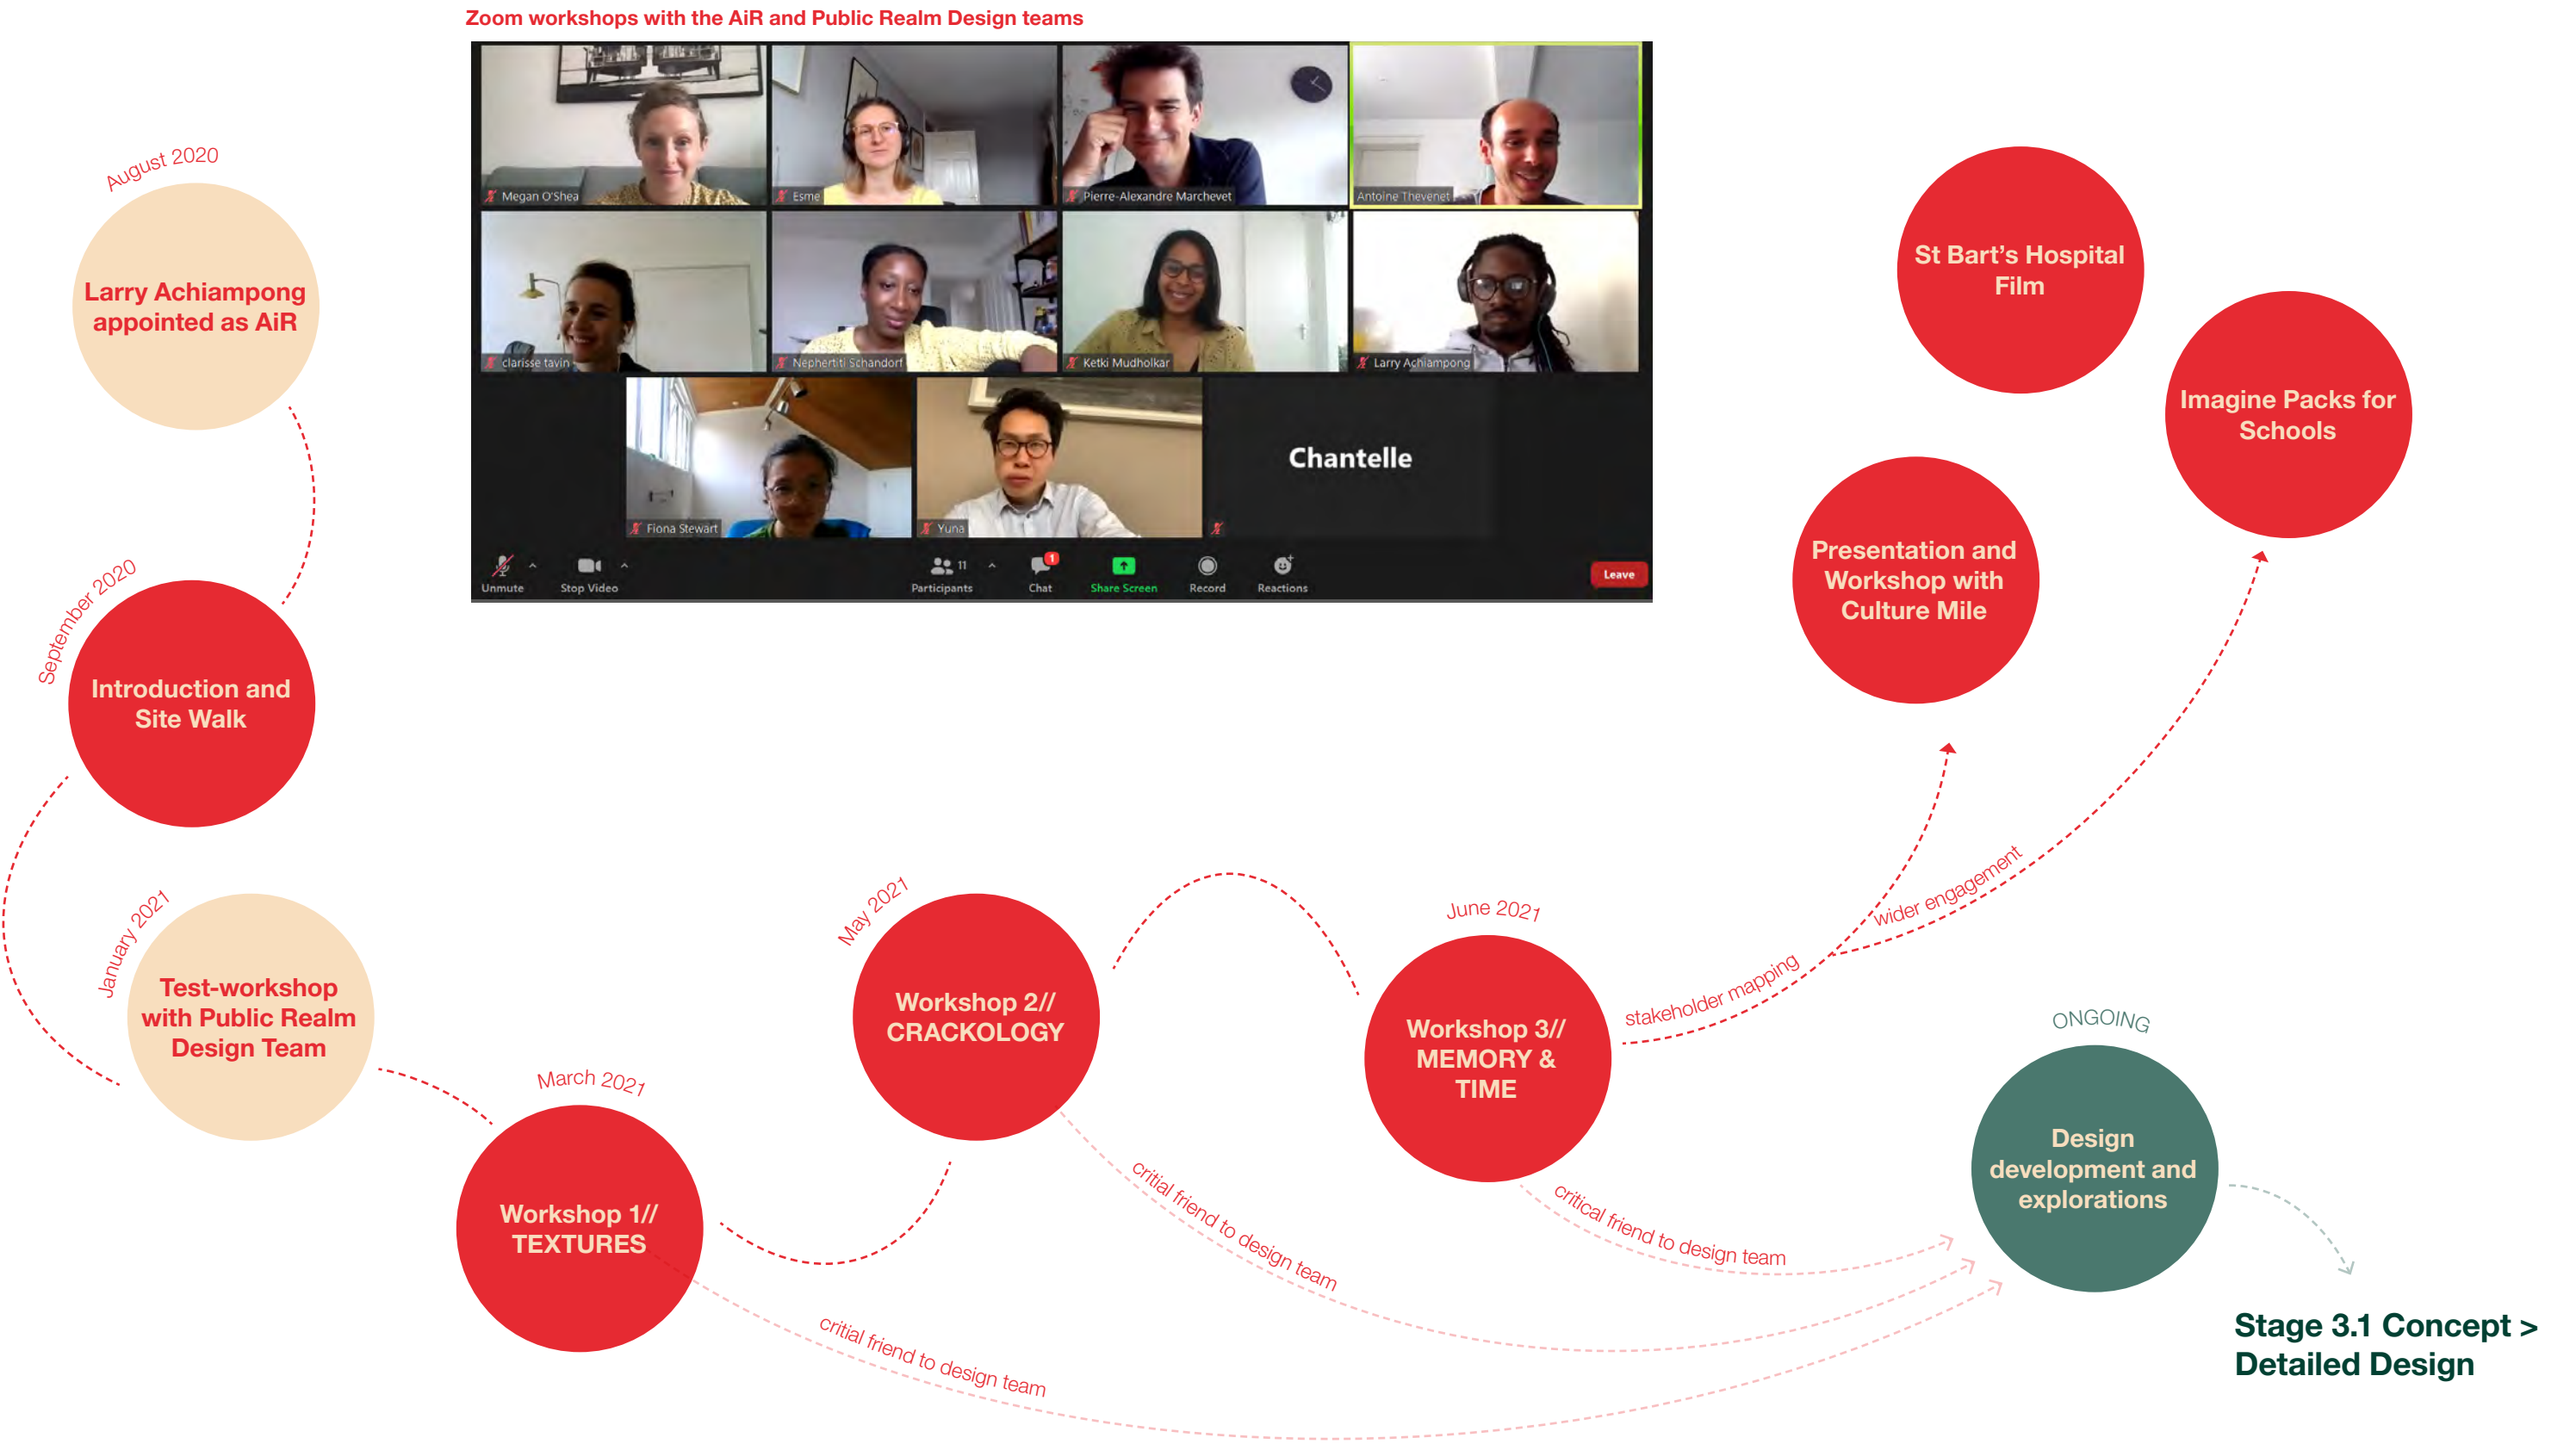 Zoom workshops with the AiR and Public Realm Design teams
Megan O'Shea
Esme
Pierre-Alexandre Marchevet
Antoine Thevenet
clarisse tavin
Nephertiti Schandorf
Ketki Mudholkar
Larry Achiampong
Fiona Stewart
Yuna
Chantelle
Unmute
Stop Video
11
Participants
1
Chat
Share Screen
Record
Reactions
Leave
August 2020
Larry Achiampong
appointed as AiR
September 2020
Introduction and
Site Walk
January 2021
Test-workshop
with Public Realm
Design Team
March 2021
Workshop 1//
TEXTURES
May 2021
Workshop 2//
CRACKOLOGY
June 2021
Workshop 3//
MEMORY &
TIME
critial friend to design team
critial friend to design team
critical friend to design team
stakeholder mapping
wider engagement
St Bart’s Hospital
Film
Imagine Packs for
Schools
Presentation and
Workshop with
Culture Mile
ONGOING
Design
development and
explorations
Stage 3.1 Concept >
Detailed Design